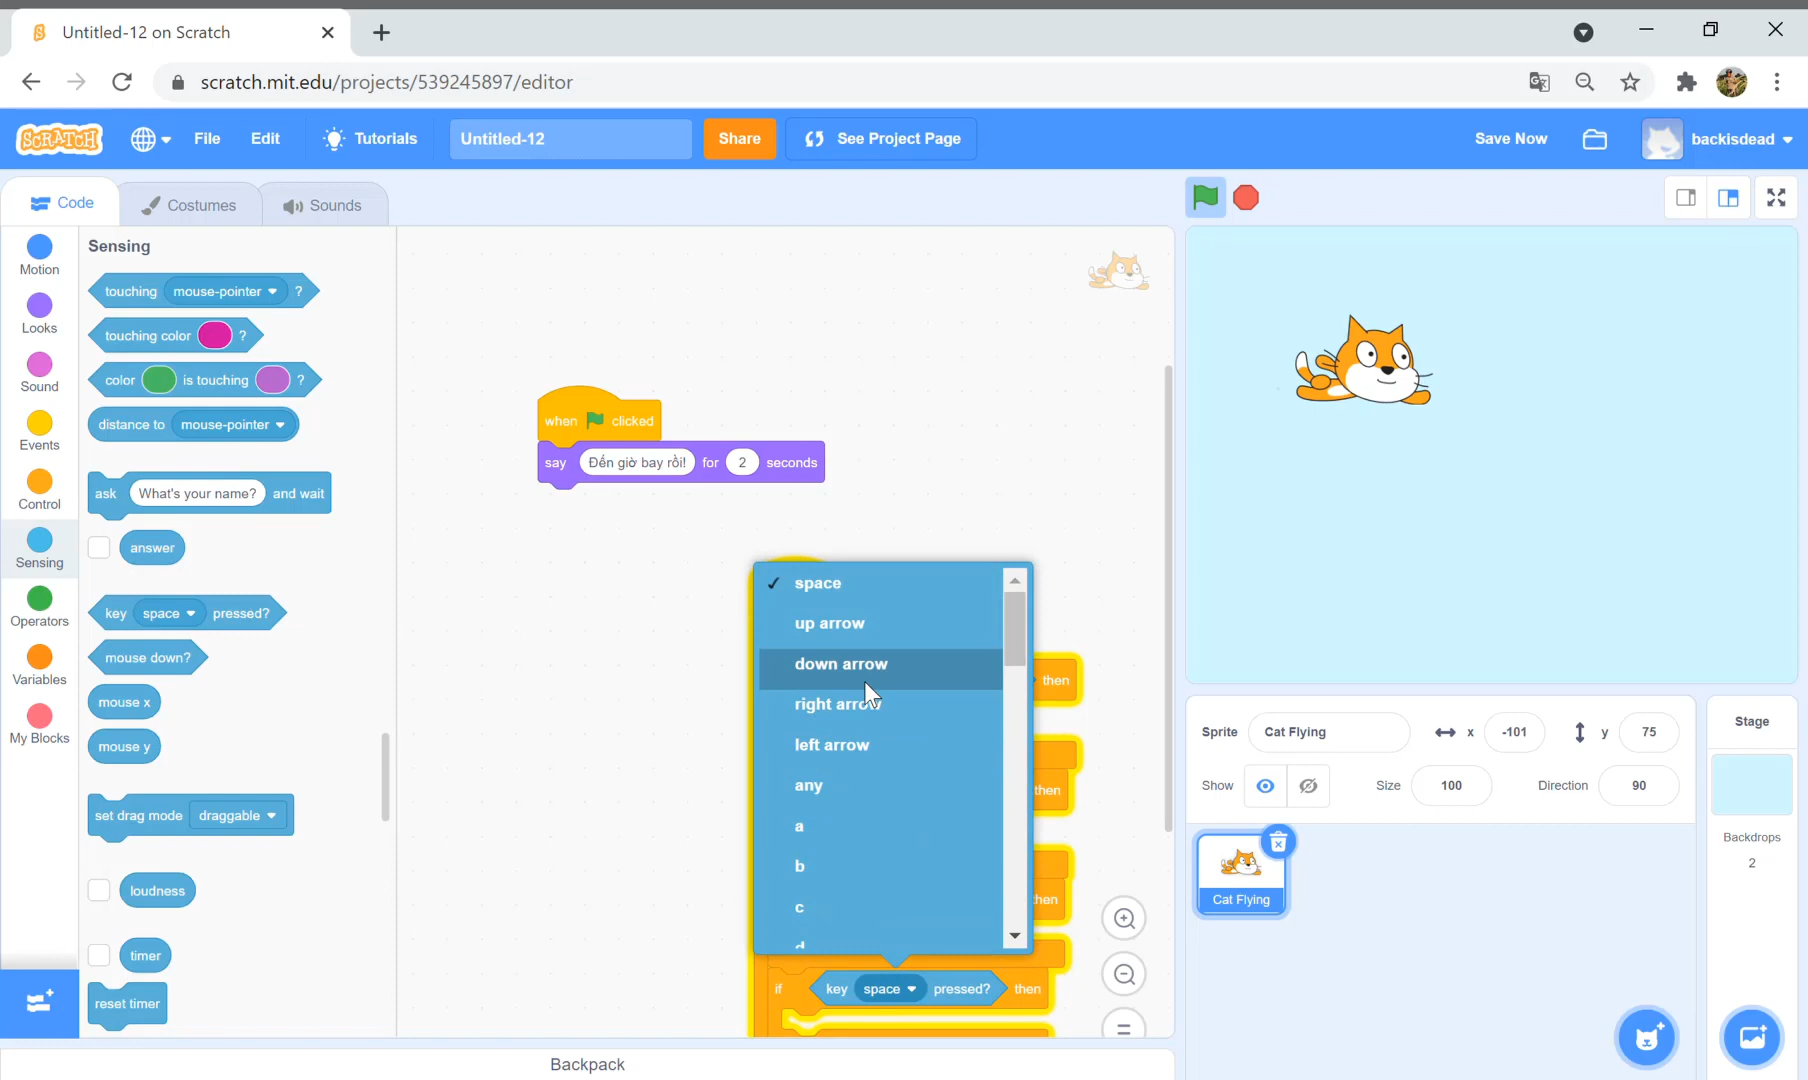 Untitled-12 on Scratch
scratch.mit.edu/projects/539245897/editor
SCRATCH
File
Edit
Tutorials
Untitled-12
Share
See Project Page
Save Now
backisdead
Code
Costumes
Sounds
Motion
Looks
Sound
Events
Control
Sensing
Operators
Variables
My Blocks
Sensing
touching mouse-pointer ?
touching color ?
color is touching ?
distance to mouse-pointer
ask What's your name? and wait
answer
key space pressed?
mouse down?
mouse x
mouse y
set drag mode draggable
loudness
timer
reset timer
when clicked
say Đến giờ bay rồi! for 2 seconds
space
up arrow
down arrow
right arrow
left arrow
any
a
b
c
d
then
then
then
if key space pressed? then
Backpack
Sprite Cat Flying x -101 y 75
Show Size 100 Direction 90
Cat Flying
Stage
Backdrops
2